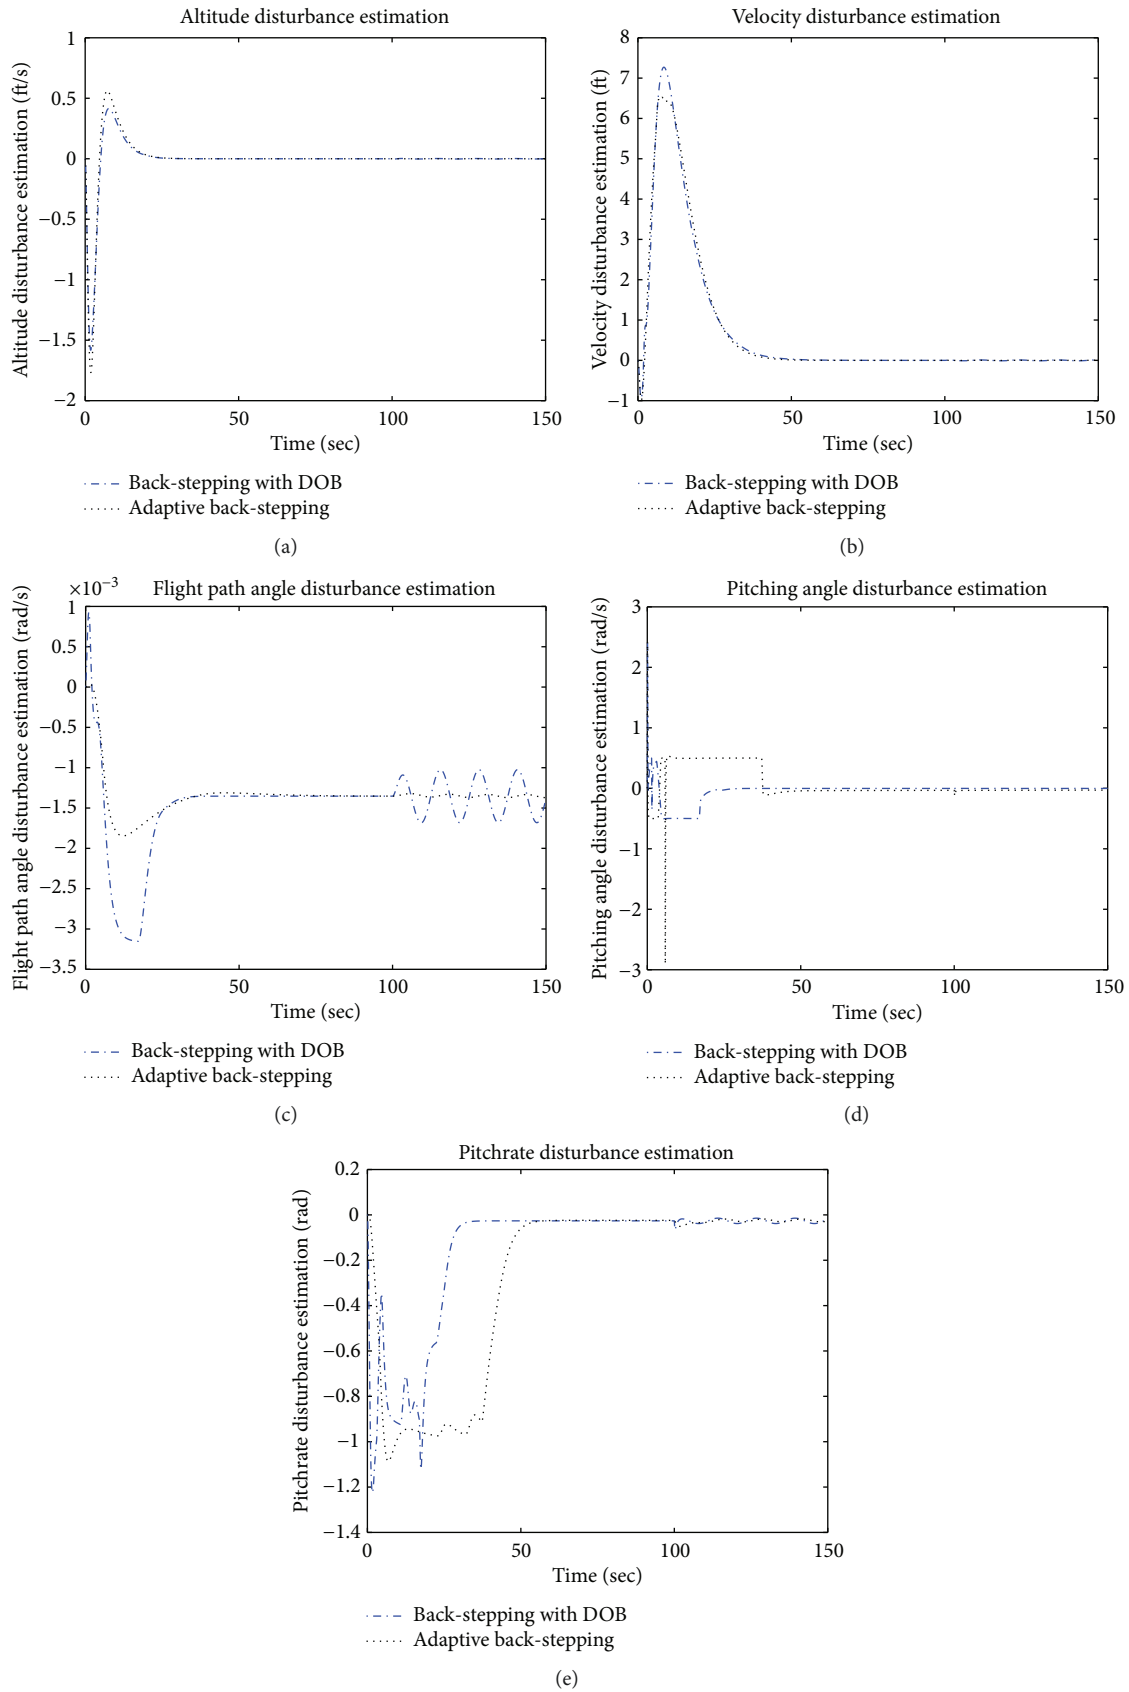 Altitude disturbance estimation
Altitude disturbance estimation (ft/s)
1
0.5
0
−0.5
−1
−1.5
−2
0 50 100 150
Time (sec)
Back-stepping with DOB
Adaptive back-stepping
(a)
Velocity disturbance estimation
Velocity disturbance estimation (ft)
8
7
6
5
4
3
2
1
0
−1
0 50 100 150
Time (sec)
Back-stepping with DOB
Adaptive back-stepping
(b)
×10−3
Flight path angle disturbance estimation
Flight path angle disturbance estimation (rad/s)
1
0.5
0
−0.5
−1
−1.5
−2
−2.5
−3
−3.5
0 50 100 150
Time (sec)
Back-stepping with DOB
Adaptive back-stepping
(c)
Pitching angle disturbance estimation
Pitching angle disturbance estimation (rad/s)
3
2
1
0
−1
−2
−3
0 50 100 150
Time (sec)
Back-stepping with DOB
Adaptive back-stepping
(d)
Pitchrate disturbance estimation
Pitchrate disturbance estimation (rad)
0.2
0
−0.2
−0.4
−0.6
−0.8
−1
−1.2
−1.4
0 50 100 150
Time (sec)
Back-stepping with DOB
Adaptive back-stepping
(e)